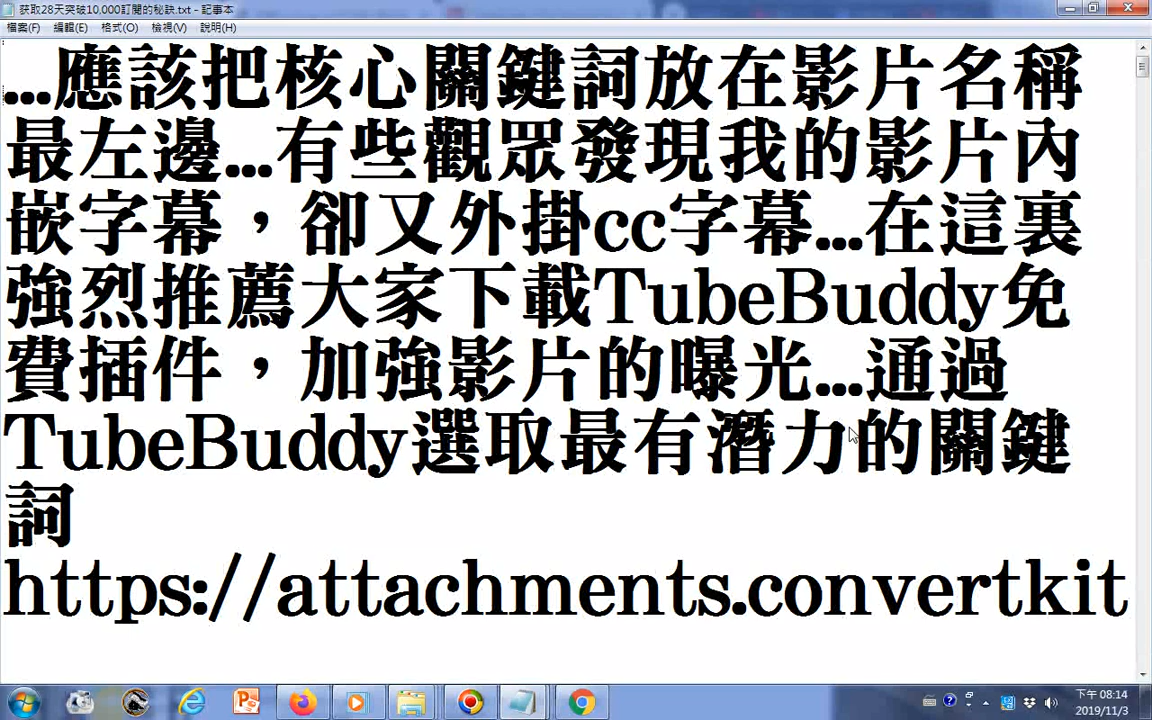 获取28天突破10,000訂閱的秘訣.txt - 記事本
檔案(F) 編輯(E) 格式(O) 檢視(V) 說明(H)
...應該把核心關鍵詞放在影片名稱
最左邊...有些觀眾發現我的影片內
嵌字幕，卻又外掛cc字幕...在這裏
強烈推薦大家下載TubeBuddy免
費插件，加強影片的曝光...通過
TubeBuddy選取最有潛力的關鍵
詞
https://attachments.convertkit
下午 08:14
2019/11/3